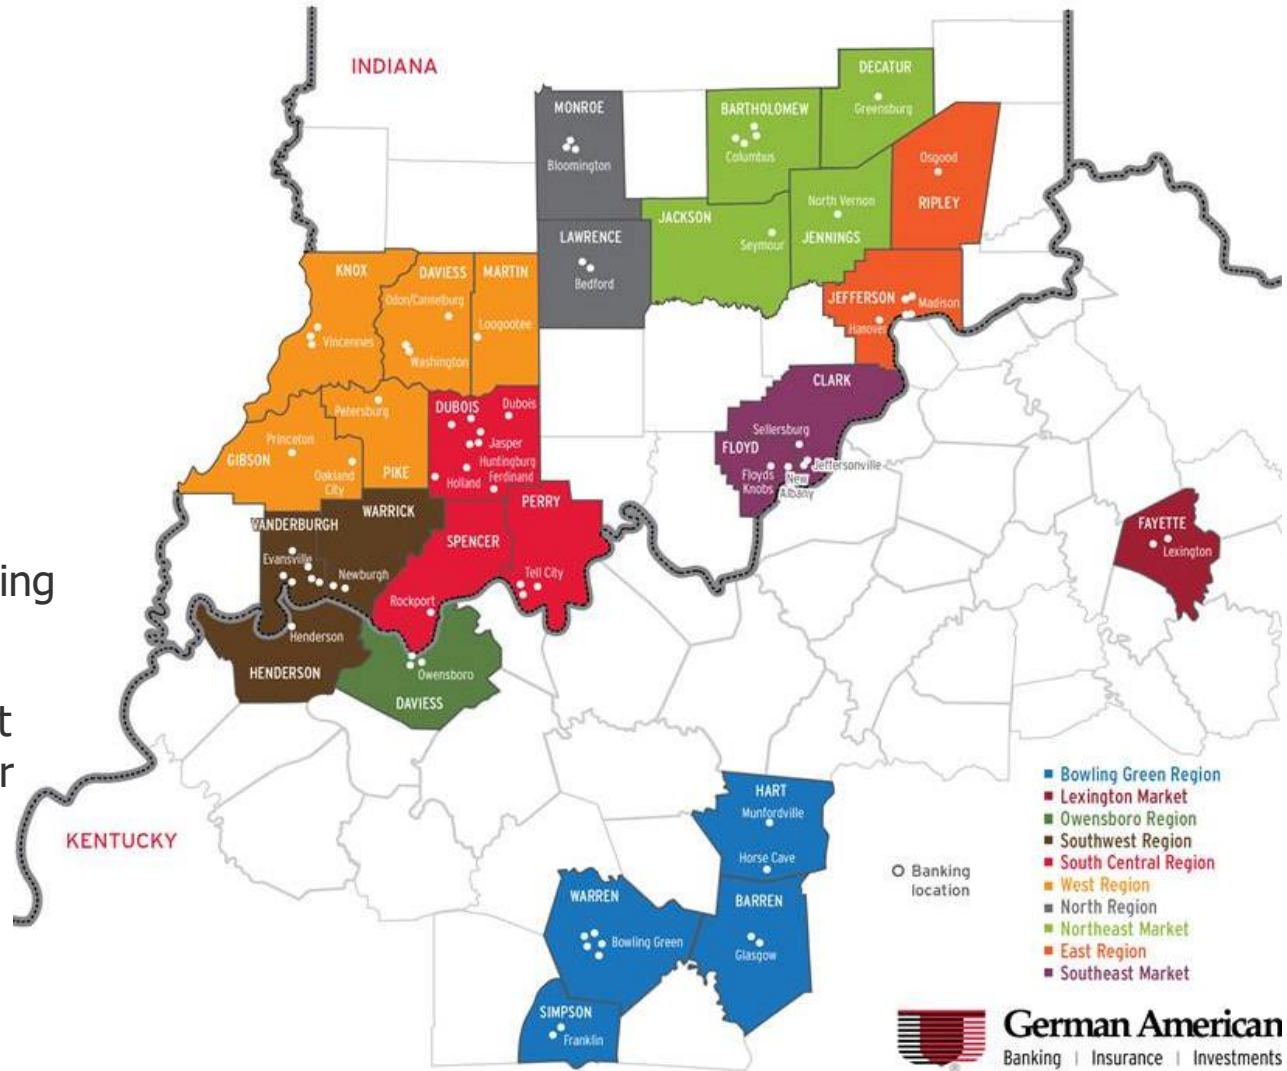 INDIANA
DECATUR
Greensburg
MONROE
Bloomington
BARTHOLOMEW
Columbus
Osgood
RIPLEY
North Vernon
JENNINGS
JACKSON
Seymour
LAWRENCE
Bedford
KNOX
Vincennes
DAVIESS
Odon/Cannelburg
Washington
MARTIN
Loogootee
JEFFERSON
Madison
Hanover
CLARK
Sellersburg
FLOYD
Floyds
Knobs
New
Albany
Jeffersonville
Petersburg
PIKE
Princeton
GIBSON
Oakland
City
DUBOIS
Dubois
Jasper
Huntingburg
Ferdinand
Holland
PERRY
Tell City
SPENCER
Rockport
WARRICK
Newburgh
VANDERBURGH
Evansville
FAYETTE
Lexington
ing
t
r
Henderson
HENDERSON
Owensboro
DAVIESS
KENTUCKY
HART
Munfordville
Horse Cave
WARREN
Bowling Green
BARREN
Glasgow
SIMPSON
Franklin
Banking
location
Bowling Green Region
Lexington Market
Owensboro Region
Southwest Region
South Central Region
West Region
North Region
Northeast Market
East Region
Southeast Market
German American
Banking | Insurance | Investments
®